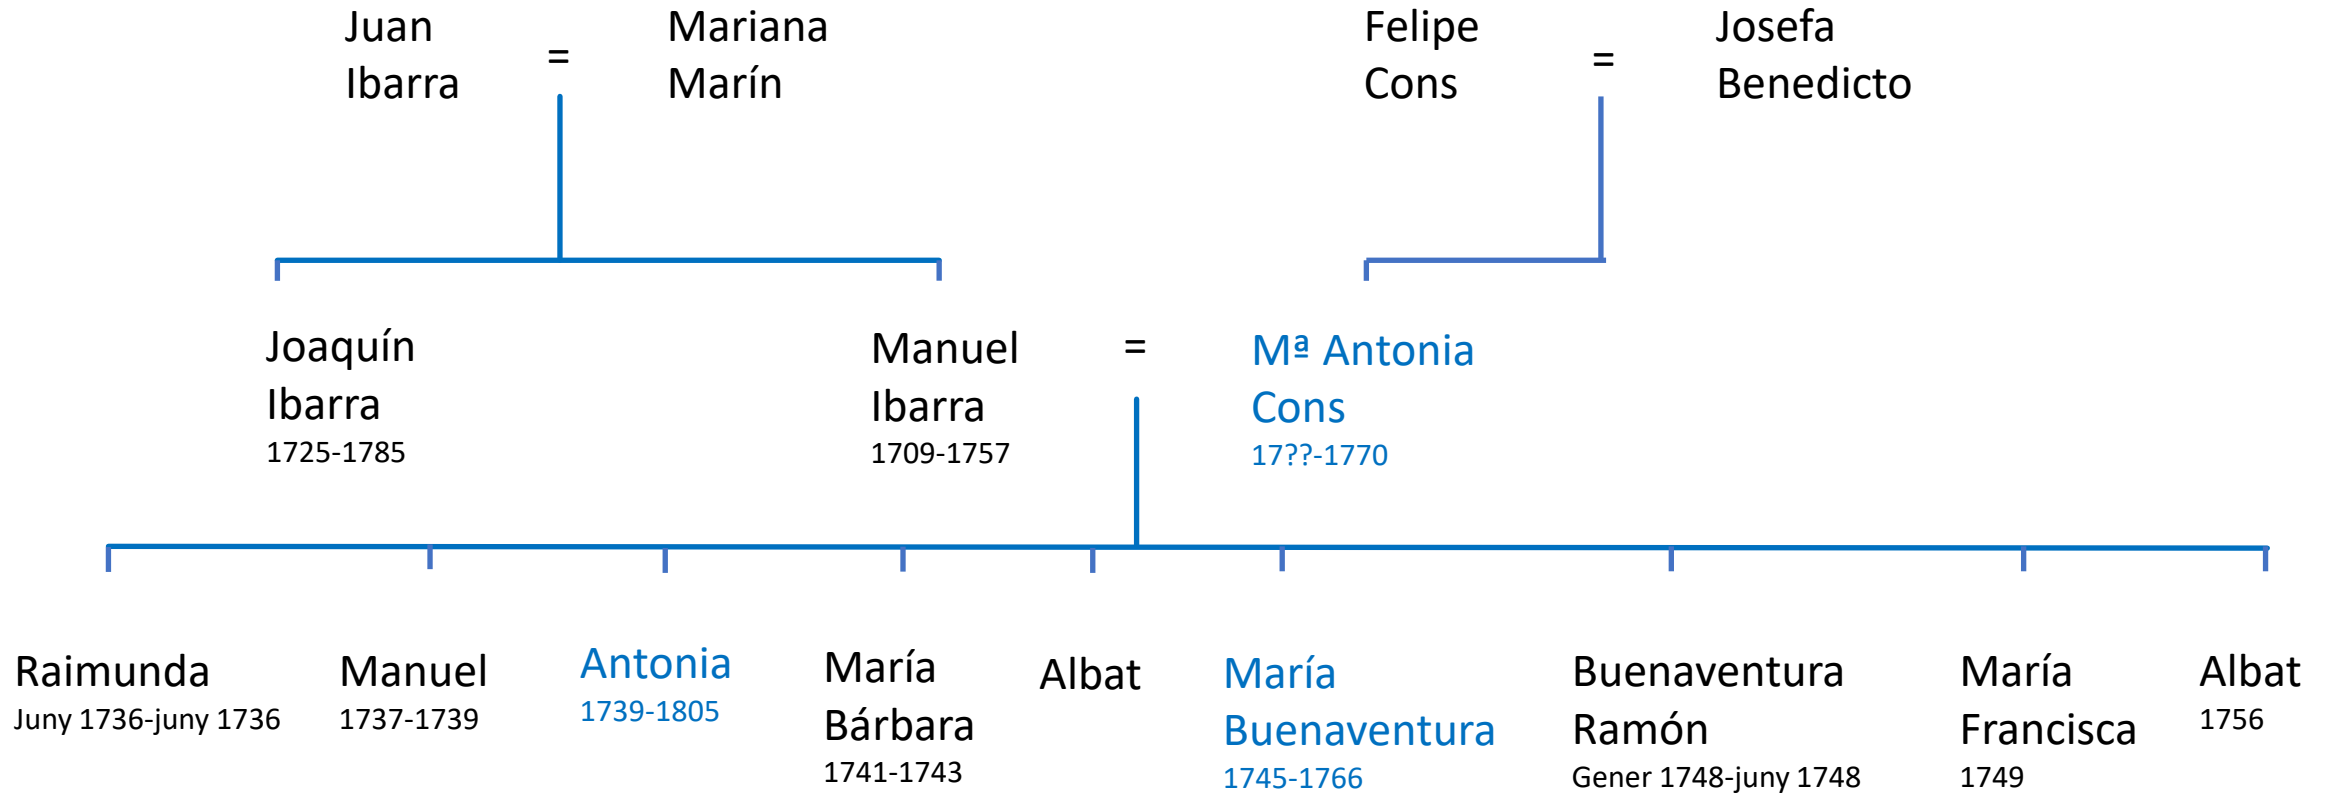 Juan
Ibarra
=
Mariana
Marín
Felipe
Cons
=
Josefa
Benedicto
Joaquín
Ibarra
1725-1785
Manuel
Ibarra
1709-1757
=
Mª Antonia
Cons
17??-1770
Raimunda
Juny 1736-juny 1736
Manuel
1737-1739
Antonia
1739-1805
María
Bárbara
1741-1743
Albat
María
Buenaventura
1745-1766
Buenaventura
Ramón
Gener 1748-juny 1748
María
Francisca
1749
Albat
1756